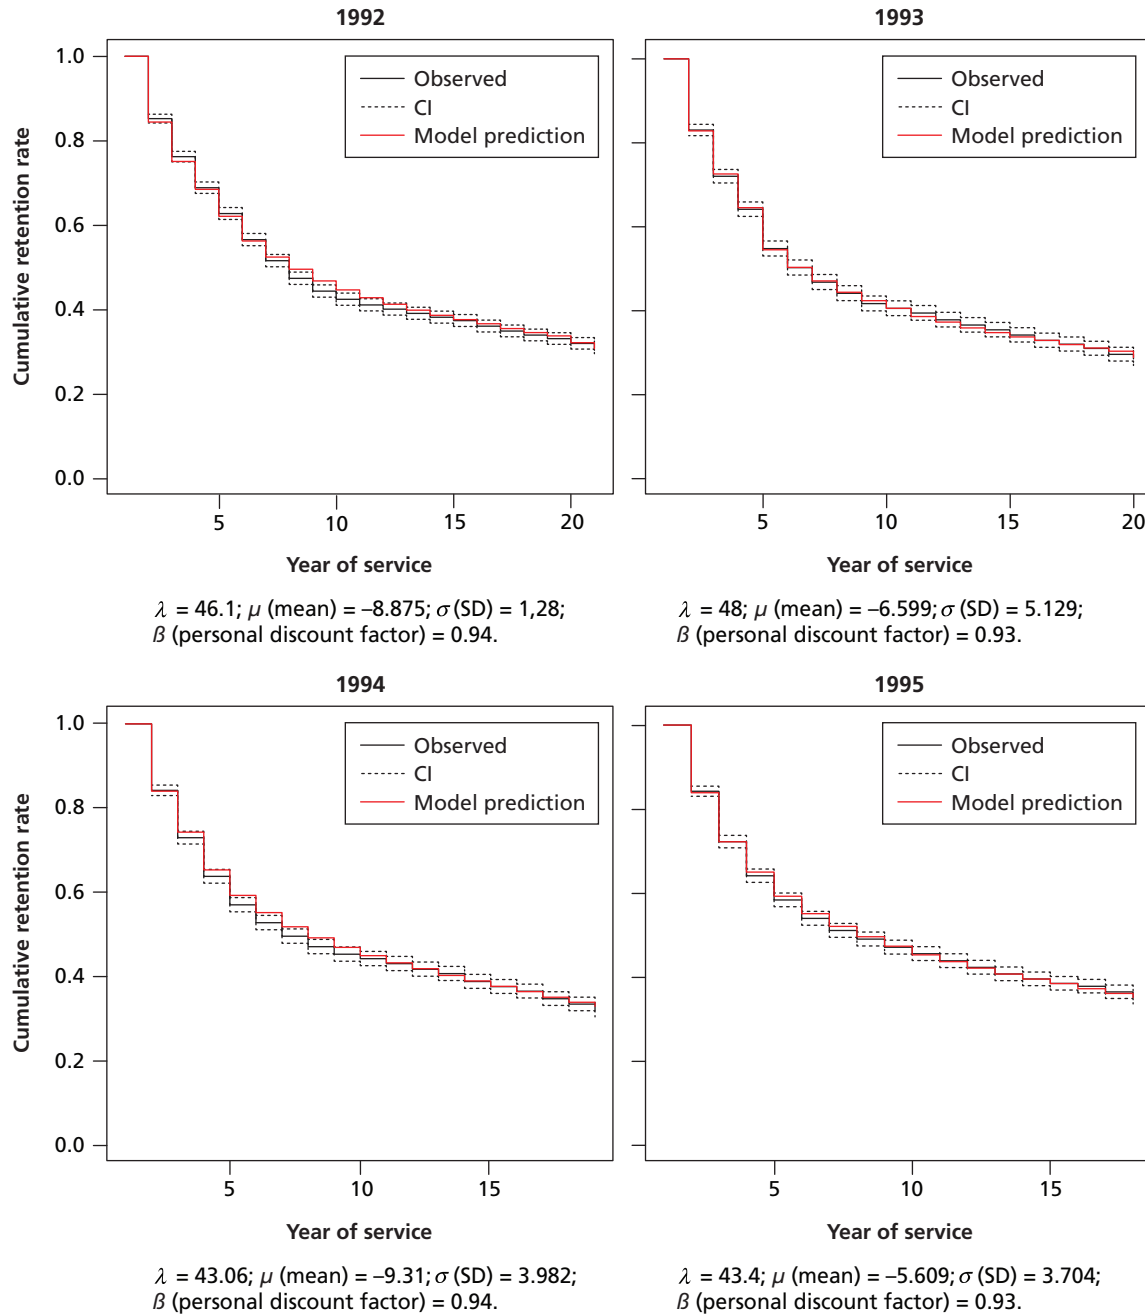 1992
1993
Observed
CI
Model prediction
Observed
CI
Model prediction
Cumulative retention rate
1.0
0.8
0.6
0.4
0.2
0.0
5
10
15
20
5
10
15
20
Year of service
Year of service
λ = 46.1; μ (mean) = –8.875; σ (SD) = 1,28;
β (personal discount factor) = 0.94.
λ = 48; μ (mean) = –6.599; σ (SD) = 5.129;
β (personal discount factor) = 0.93.
1994
1995
Observed
CI
Model prediction
Observed
CI
Model prediction
Cumulative retention rate
1.0
0.8
0.6
0.4
0.2
0.0
5
10
15
5
10
15
Year of service
Year of service
λ = 43.06; μ (mean) = –9.31; σ (SD) = 3.982;
β (personal discount factor) = 0.94.
λ = 43.4; μ (mean) = –5.609; σ (SD) = 3.704;
β (personal discount factor) = 0.93.